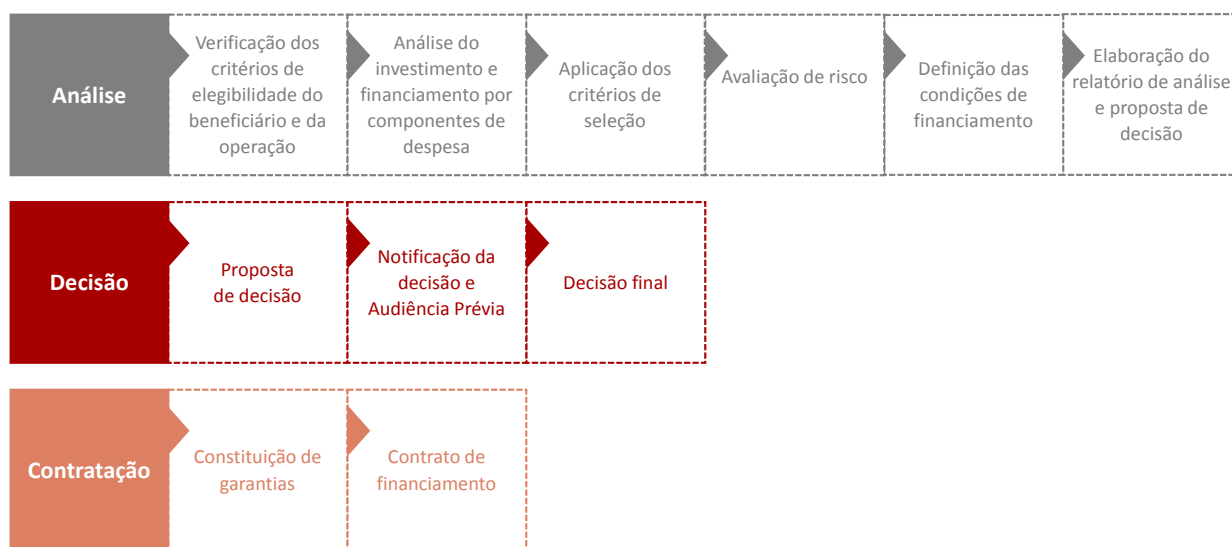 Análise
Verificação dos
critérios de
elegibilidade do
beneficiário e da
operação
Análise do
investimento e
financiamento por
componentes de
despesa
Aplicação dos
critérios de
seleção
Avaliação de risco
Definição das
condições de
financiamento
Elaboração do
relatório de análise
e proposta de
decisão
Decisão
Proposta
de decisão
Notificação da
decisão e
Audiência Prévia
Decisão final
Contratação
Constituição de
garantias
Contrato de
financiamento